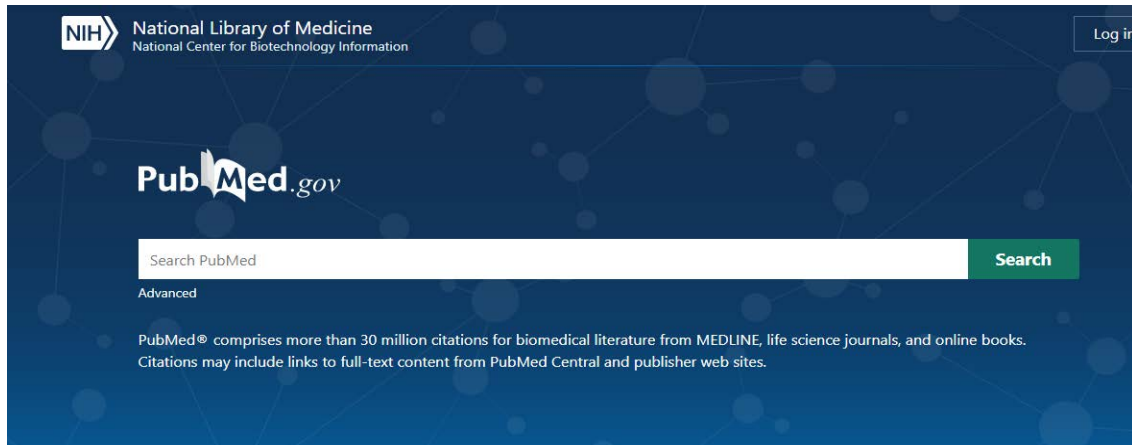 NIH
National Library of Medicine
National Center for Biotechnology Information
Log in
PubMed.gov
Search PubMed
Search
Advanced
PubMed® comprises more than 30 million citations for biomedical literature from MEDLINE, life science journals, and online books.
Citations may include links to full-text content from PubMed Central and publisher web sites.